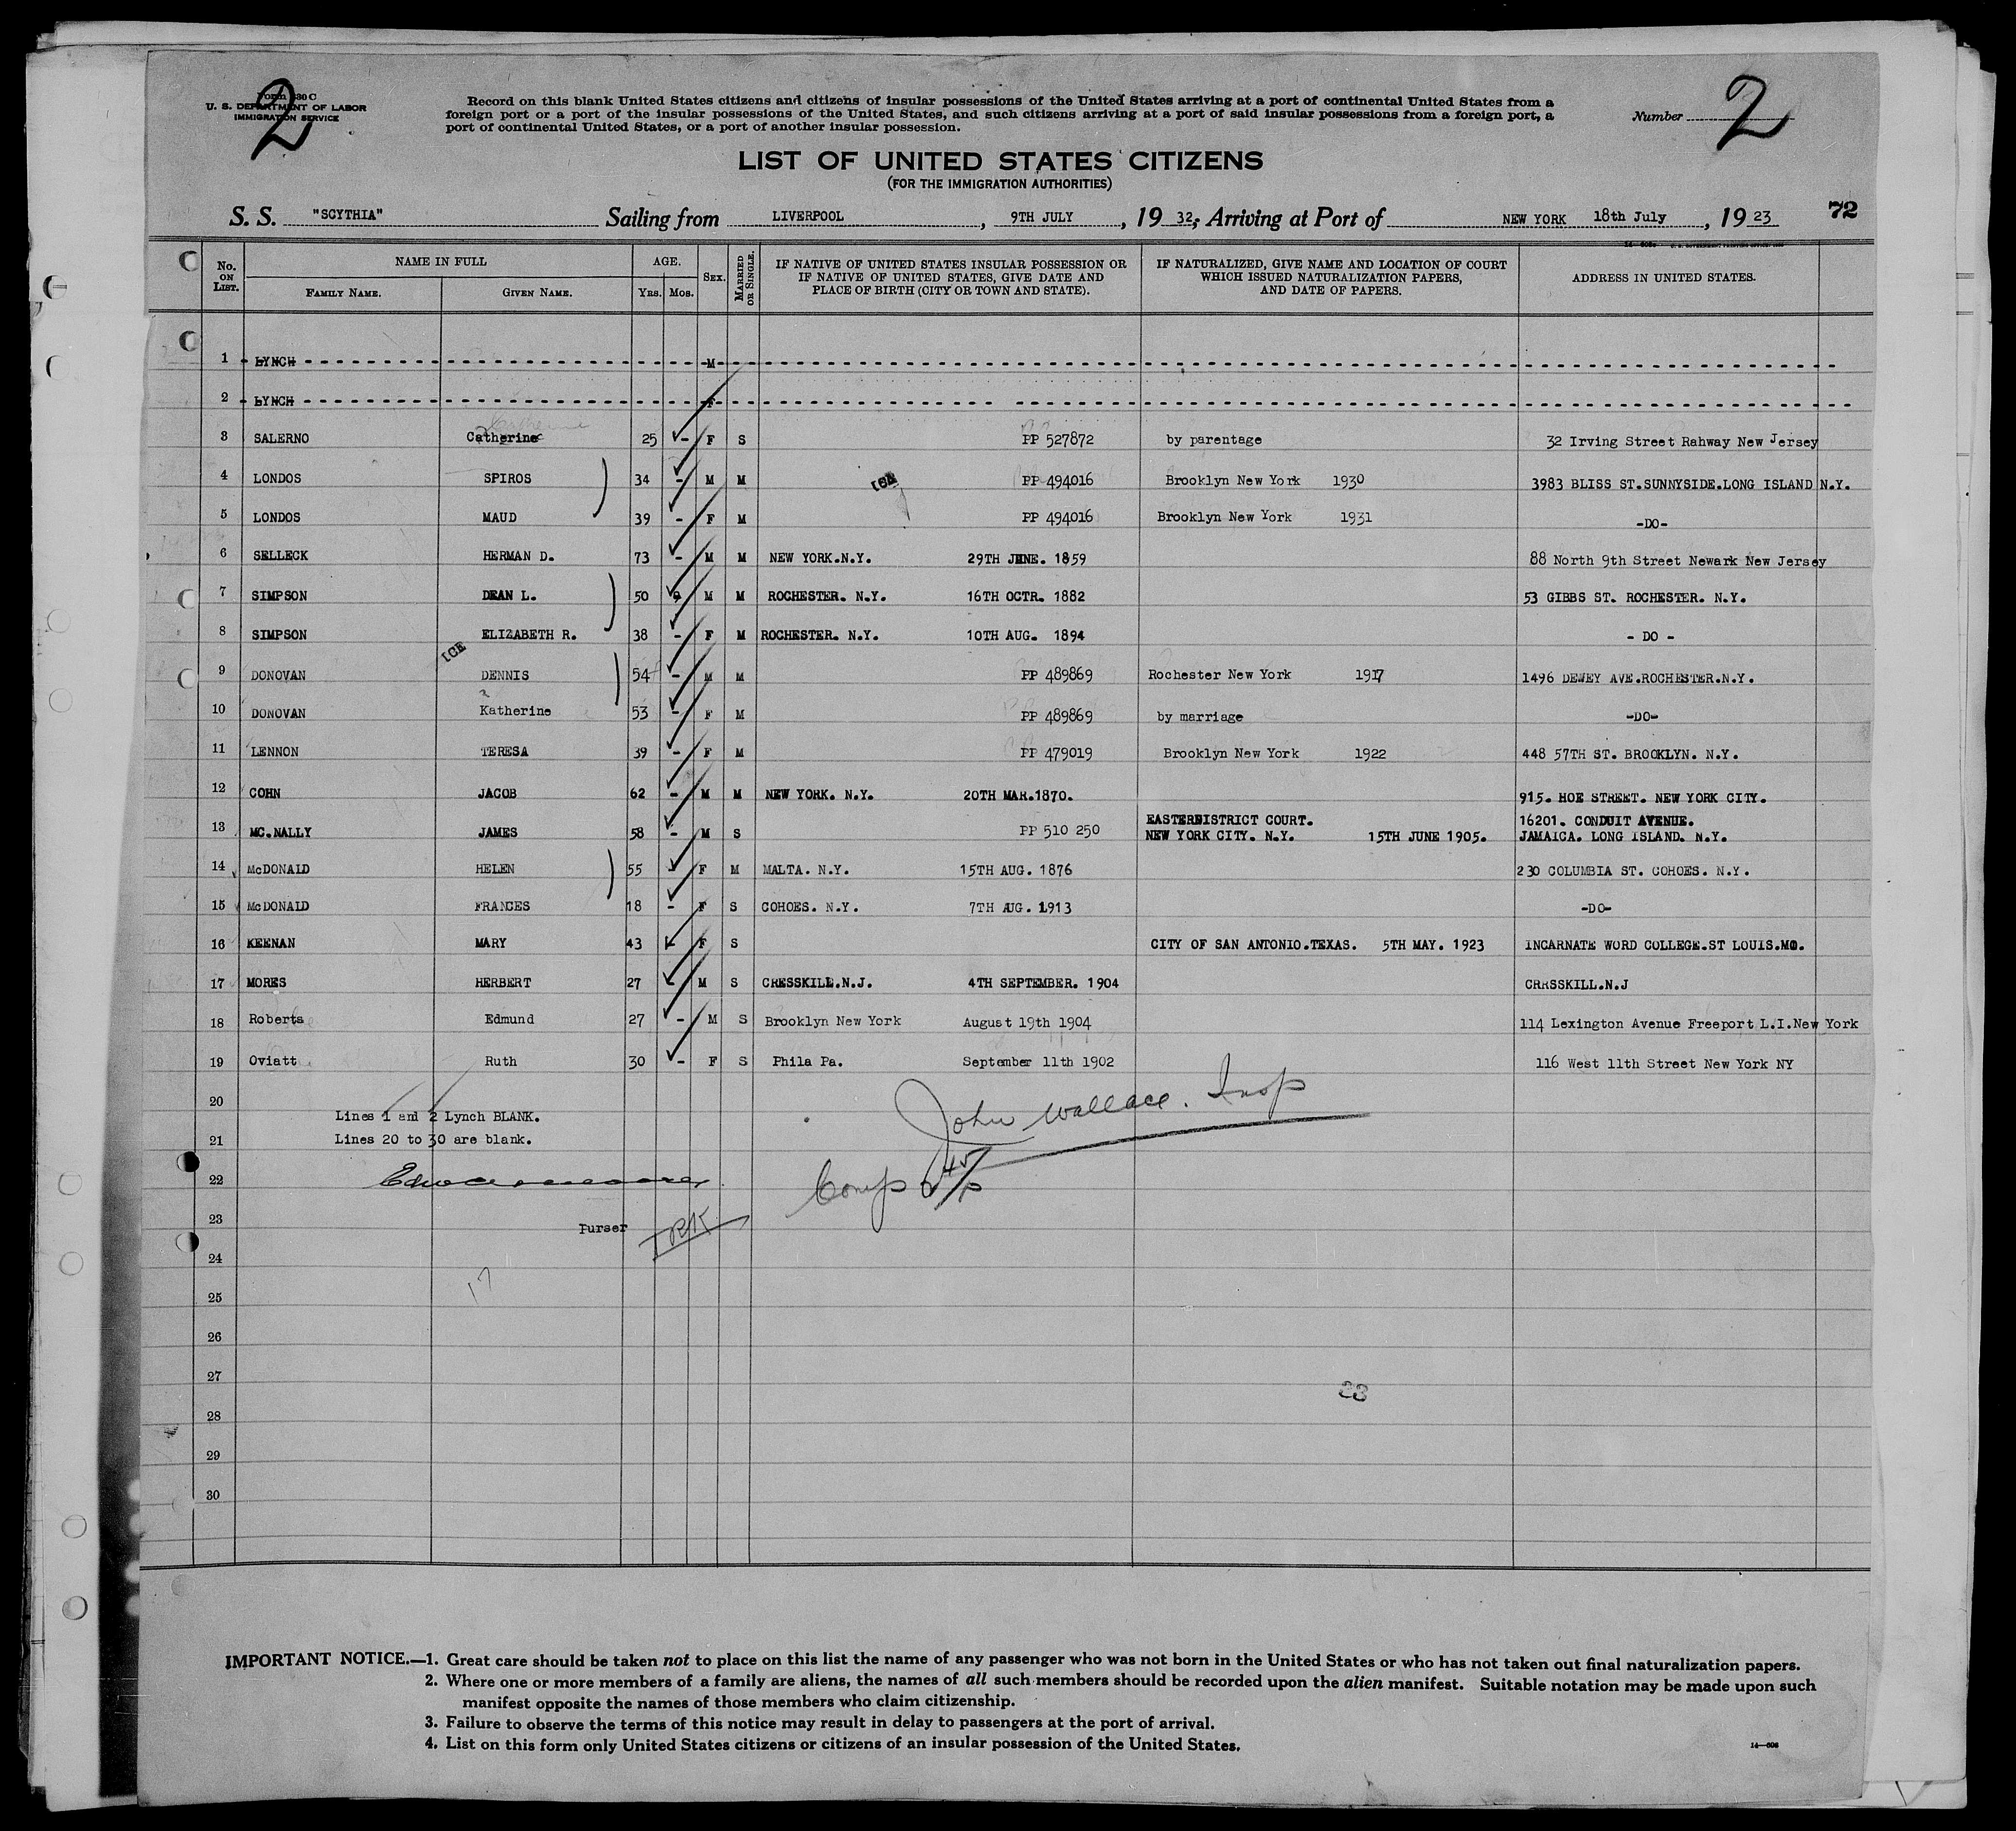 2
Form 630 C
U. S. DEPARTMENT OF LABOR
IMMIGRATION SERVICE
Record on this blank United States citizens and citizens of insular possessions of the United States arriving at a port of continental United States from a
foreign port or a port of the insular possessions of the United States, and such citizens arriving at a port of said insular possessions from a foreign port, a
port of continental United States, or a port of another insular possession.
Number 2
LIST OF UNITED STATES CITIZENS
(FOR THE IMMIGRATION AUTHORITIES)
S. S. "SCYTHIA" Sailing from LIVERPOOL, 9TH JULY, 19 32, Arriving at Port of NEW YORK 18th July, 19 23 72
No. ON LIST. NAME IN FULL FAMILY NAME. GIVEN NAME. AGE. YRS. MOS. SEX. MARRIED OR SINGLE. IF NATIVE OF UNITED STATES INSULAR POSSESSION OR IF NATIVE OF UNITED STATES, GIVE DATE AND PLACE OF BIRTH (CITY OR TOWN AND STATE). IF NATURALIZED, GIVE NAME AND LOCATION OF COURT WHICH ISSUED NATURALIZATION PAPERS, AND DATE OF PAPERS. ADDRESS IN UNITED STATES.
1 LYNCH M
2 LYNCH F
3 SALERNO Catherine 25 - F S PP 527872 by parentage 32 Irving Street Rahway New Jersey
4 LONDOS SPIROS 34 - M M PP 494016 Brooklyn New York 1930 3983 BLISS ST.SUNNYSIDE.LONG ISLAND N.Y.
5 LONDOS MAUD 39 - F M PP 494016 Brooklyn New York 1931 -DO-
6 SELLECK HERMAN D. 73 - M M NEW YORK.N.Y. 29TH JUNE. 1859 88 North 9th Street Newark New Jersey
7 SIMPSON DEAN L. 50 9 M M ROCHESTER. N.Y. 16TH OCTR. 1882 53 GIBBS ST. ROCHESTER. N.Y.
8 SIMPSON ELIZABETH R. 38 - F M ROCHESTER. N.Y. 10TH AUG. 1894 - DO -
9 DONOVAN DENNIS 54 - M M PP 489869 Rochester New York 1917 1496 DEWEY AVE.ROCHESTER.N.Y.
10 DONOVAN Katherine 53 - F M PP 489869 by marriage -DO-
11 LENNON TERESA 39 - F M PP 479019 Brooklyn New York 1922 448 57TH ST. BROOKLYN. N.Y.
12 COHN JACOB 62 - M M NEW YORK. N.Y. 20TH MAR.1870. 915. HOE STREET. NEW YORK CITY.
13 MC.NALLY JAMES 58 - M S PP 510 250 EASTERDISTRICT COURT. NEW YORK CITY. N.Y. 15TH JUNE 1905. 16201. CONDUIT AVENUE. JAMAICA. LONG ISLAND. N.Y.
14 McDONALD HELEN 55 - F M MALTA. N.Y. 15TH AUG. 1876 230 COLUMBIA ST. COHOES. N.Y.
15 McDONALD FRANCES 18 - F S COHOES. N.Y. 7TH AUG. 1913 -DO-
16 KEENAN MARY 43 - F S CITY OF SAN ANTONIO.TEXAS. 5TH MAY. 1923 INCARNATE WORD COLLEGE.ST LOUIS.MO.
17 MORES HERBERT 27 - M S CRESSKILL.N.J. 4TH SEPTEMBER. 1904 CRESSKILL.N.J
18 Roberts Edmund 27 - M S Brooklyn New York August 19th 1904 114 Lexington Avenue Freeport L.I.New York
19 Oviatt Ruth 30 - F S Phila Pa. September 11th 1902 116 West 11th Street New York NY
20
Lines 1 and 2 Lynch BLANK.
John Wallace. Insp
21
Lines 20 to 30 are blank.
22
Comp 6 45/P
23
Purser
24
17
25
26
27
28
29
30
IMPORTANT NOTICE.—1. Great care should be taken not to place on this list the name of any passenger who was not born in the United States or who has not taken out final naturalization papers.
2. Where one or more members of a family are aliens, the names of all such members should be recorded upon the alien manifest. Suitable notation may be made upon such
manifest opposite the names of those members who claim citizenship.
3. Failure to observe the terms of this notice may result in delay to passengers at the port of arrival.
4. List on this form only United States citizens or citizens of an insular possession of the United States.
14—606